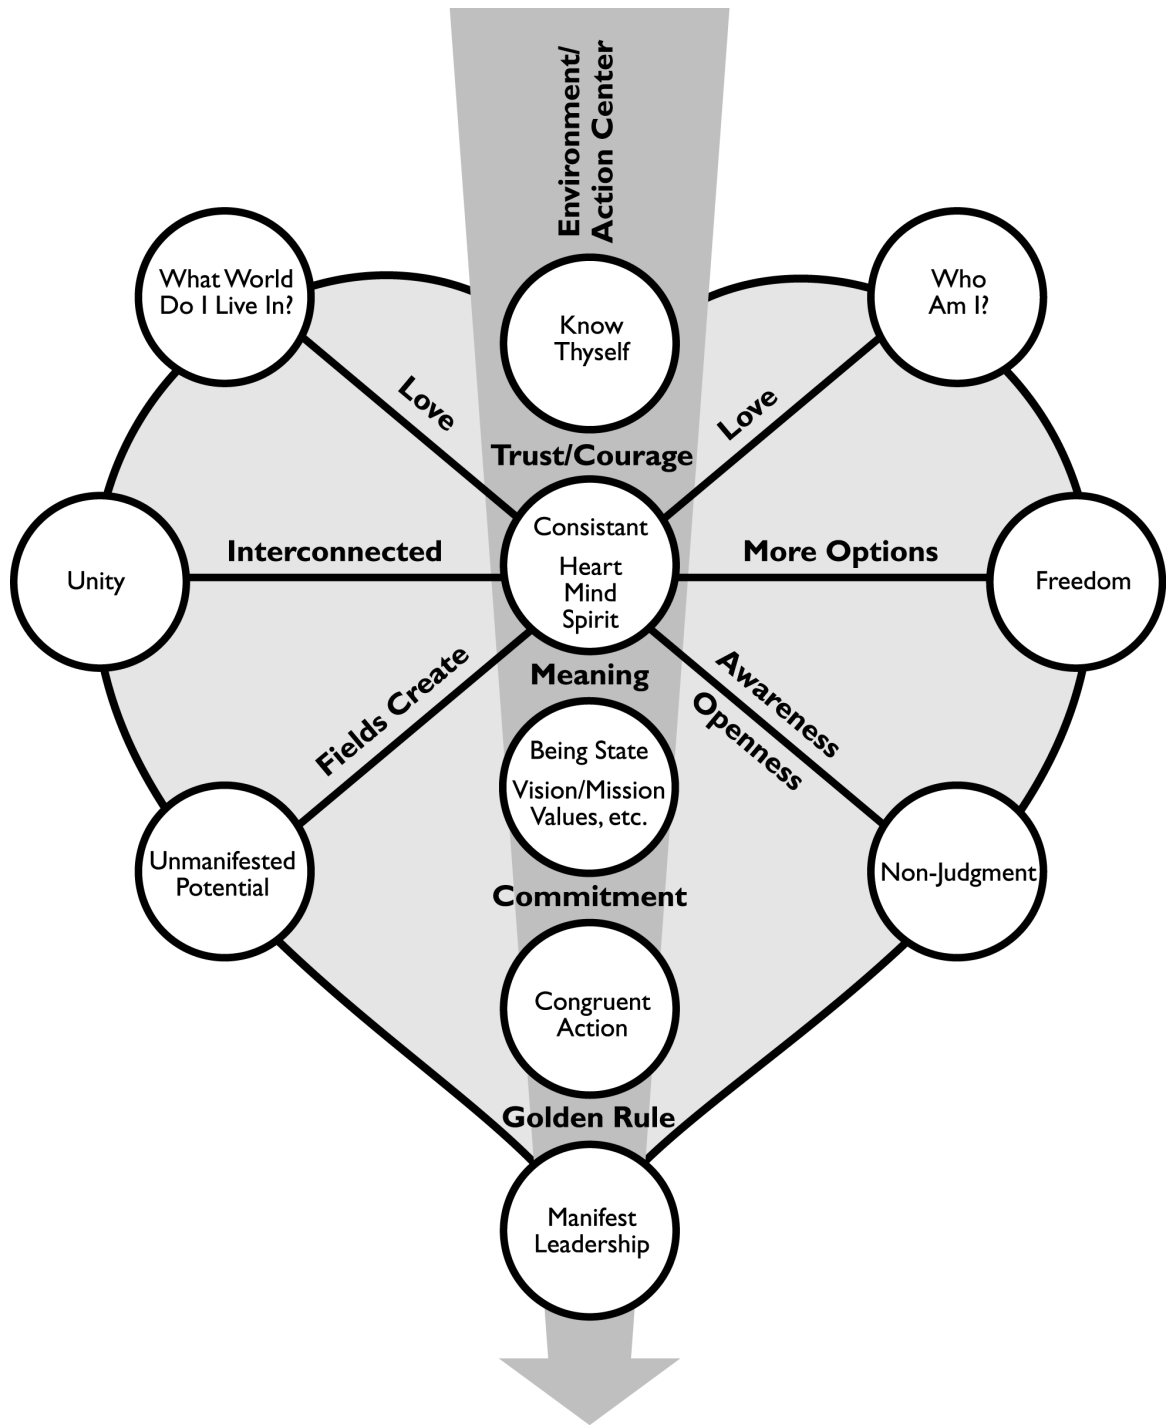 Environment/
Action Center
What World
Do I Live In?
Who
Am I?
Know
Thyself
Love
Love
Trust/Courage
Consistant
Heart
Mind
Spirit
Interconnected
More Options
Unity
Freedom
Fields Create
Meaning
Awareness
Openness
Being State
Vision/Mission
Values, etc.
Unmanifested
Potential
Non-Judgment
Commitment
Congruent
Action
Golden Rule
Manifest
Leadership